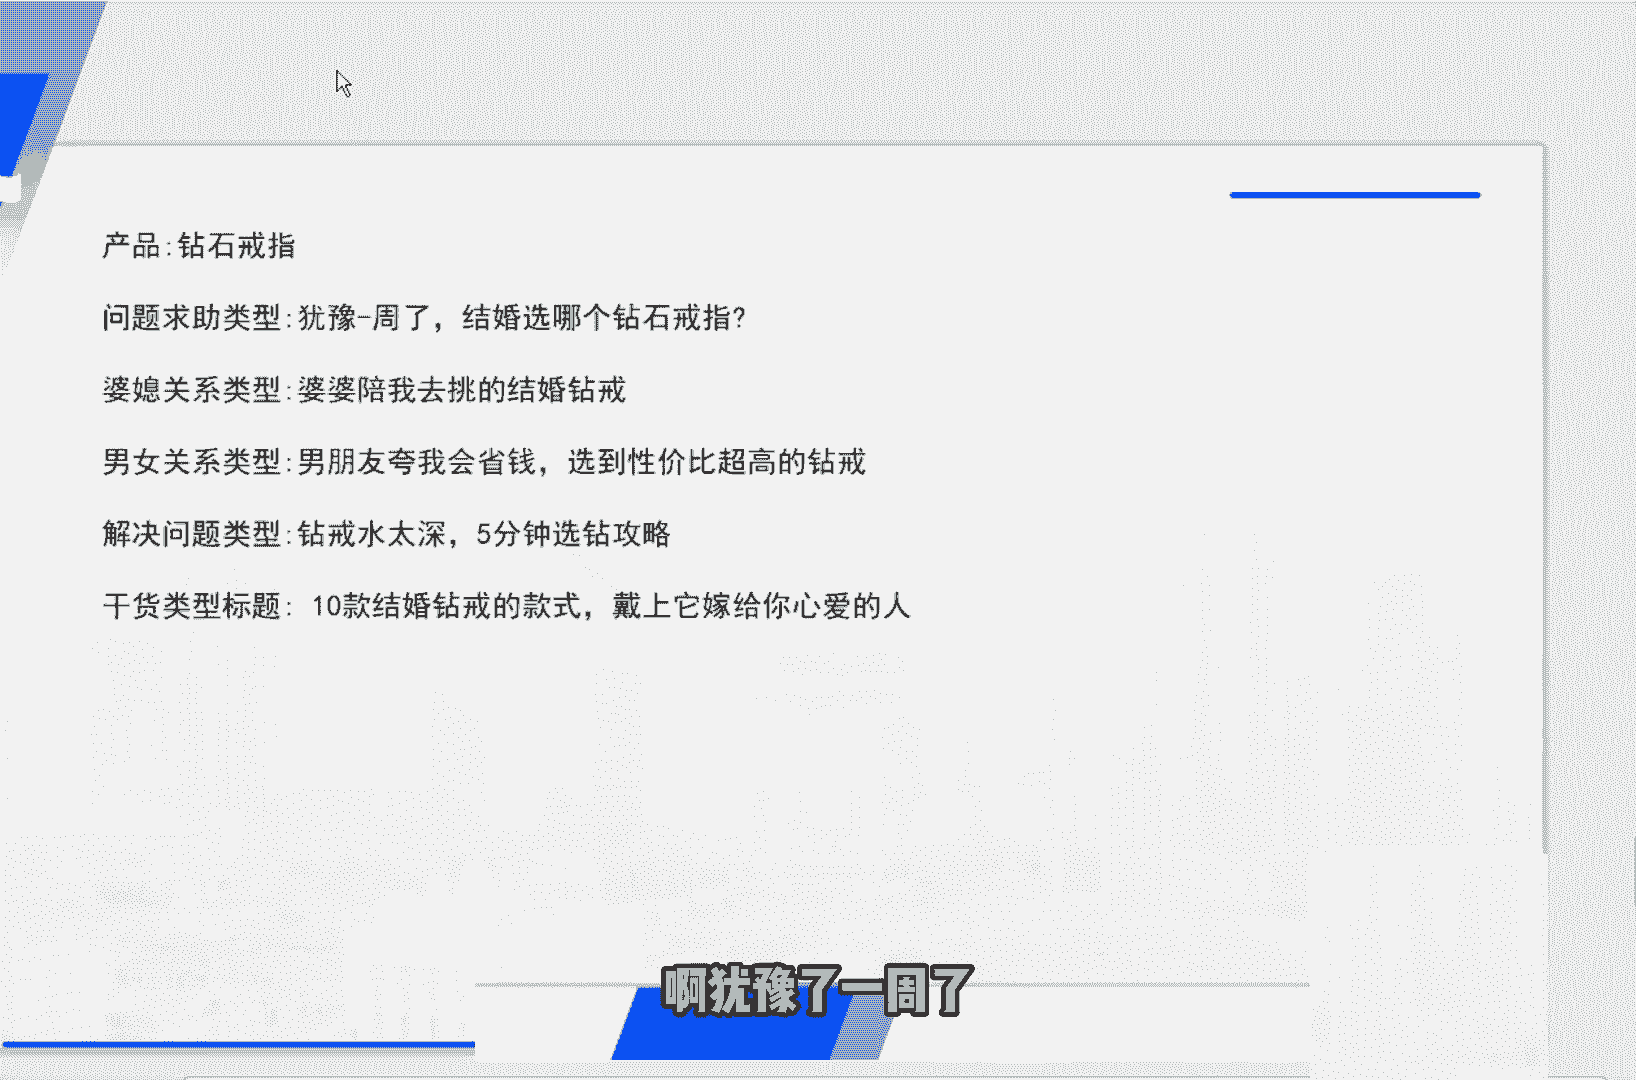 产品:钻石戒指
问题求助类型:犹豫-周了，结婚选哪个钻石戒指?
婆媳关系类型:婆婆陪我去挑的结婚钻戒
男女关系类型:男朋友夸我会省钱，选到性价比超高的钻戒
解决问题类型:钻戒水太深，5分钟选钻攻略
干货类型标题: 10款结婚钻戒的款式，戴上它嫁给你心爱的人
啊犹豫了一周了